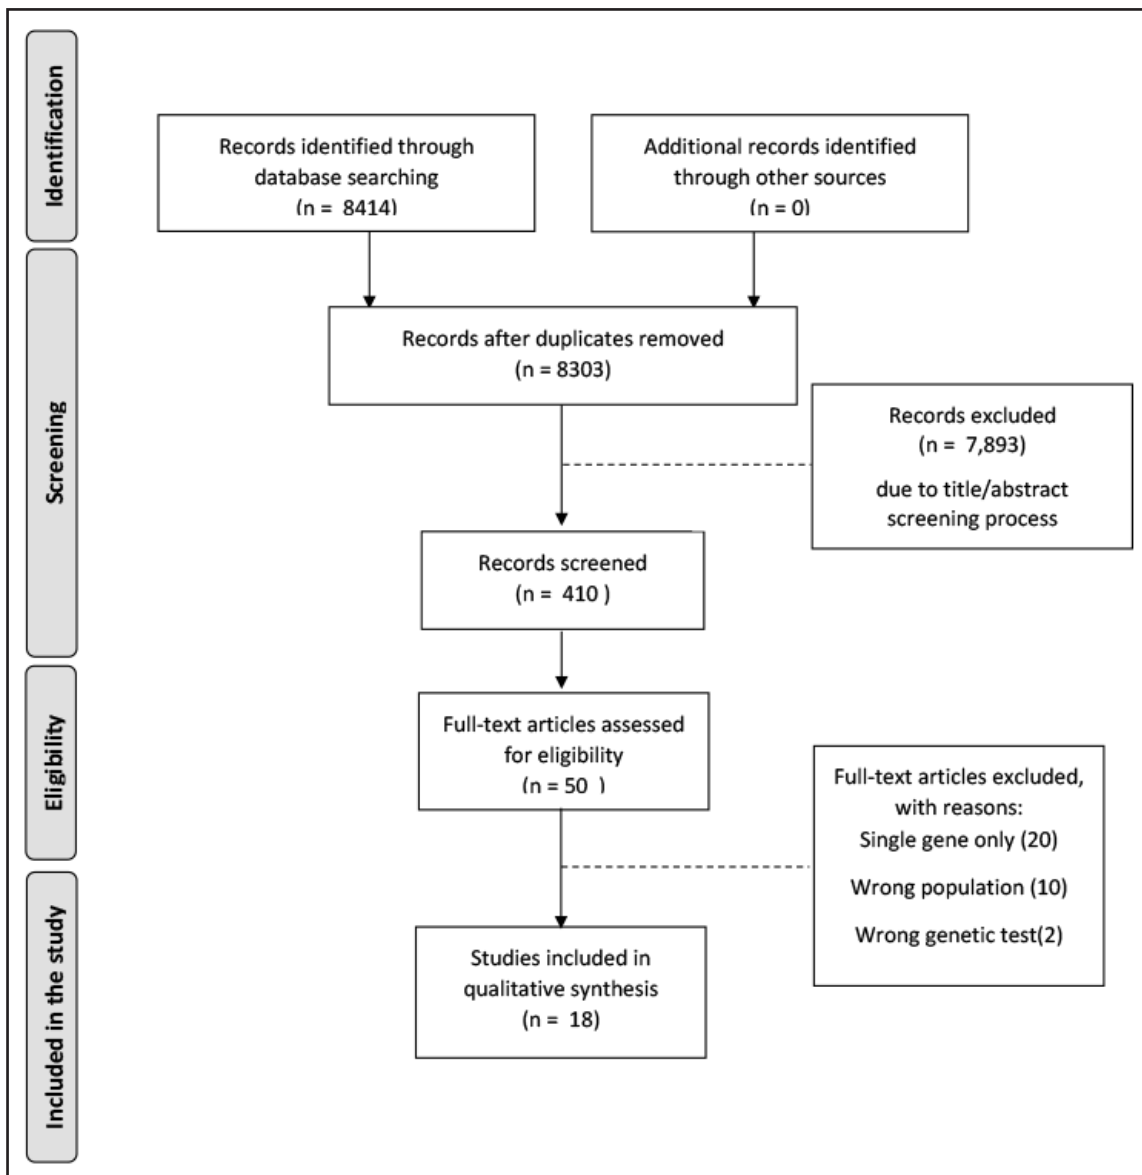 Identification
Records identified through
database searching
(n = 8414)
Additional records identified
through other sources
(n = 0)
Screening
Records after duplicates removed
(n = 8303)
Records excluded
(n = 7,893)
due to title/abstract
screening process
Records screened
(n = 410 )
Eligibility
Full-text articles assessed
for eligibility
(n = 50 )
Full-text articles excluded,
with reasons:
Single gene only (20)
Wrong population (10)
Wrong genetic test(2)
Included in the study
Studies included in
qualitative synthesis
(n = 18)